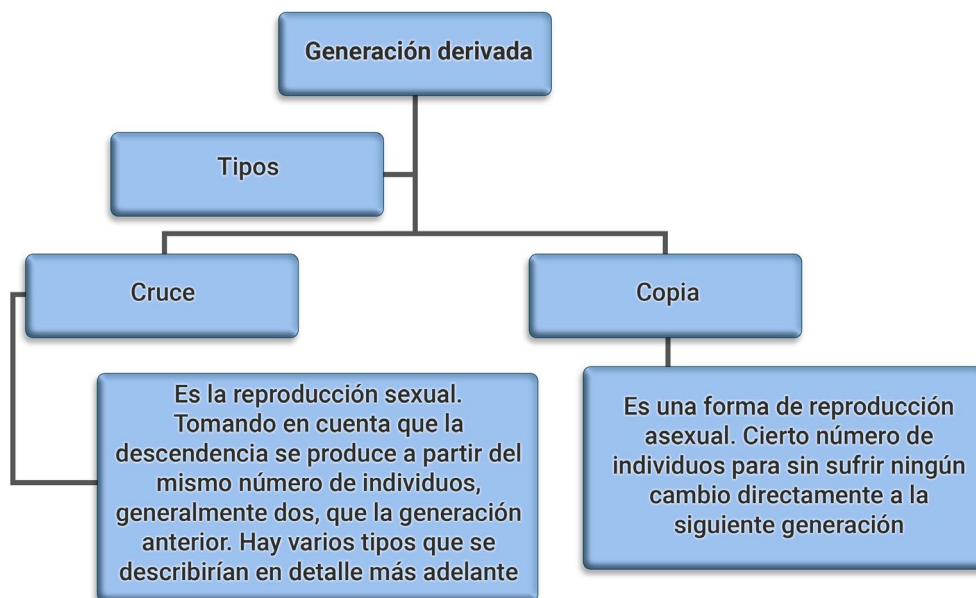 Generación derivada
Tipos
Cruce
Copia
Es la reproducción sexual.
Tomando en cuenta que la
descendencia se produce a partir del
mismo número de individuos,
generalmente dos, que la generación
anterior. Hay varios tipos que se
describirían en detalle más adelante
Es una forma de reproducción
asexual. Cierto número de
individuos para sin sufrir ningún
cambio directamente a la
siguiente generación